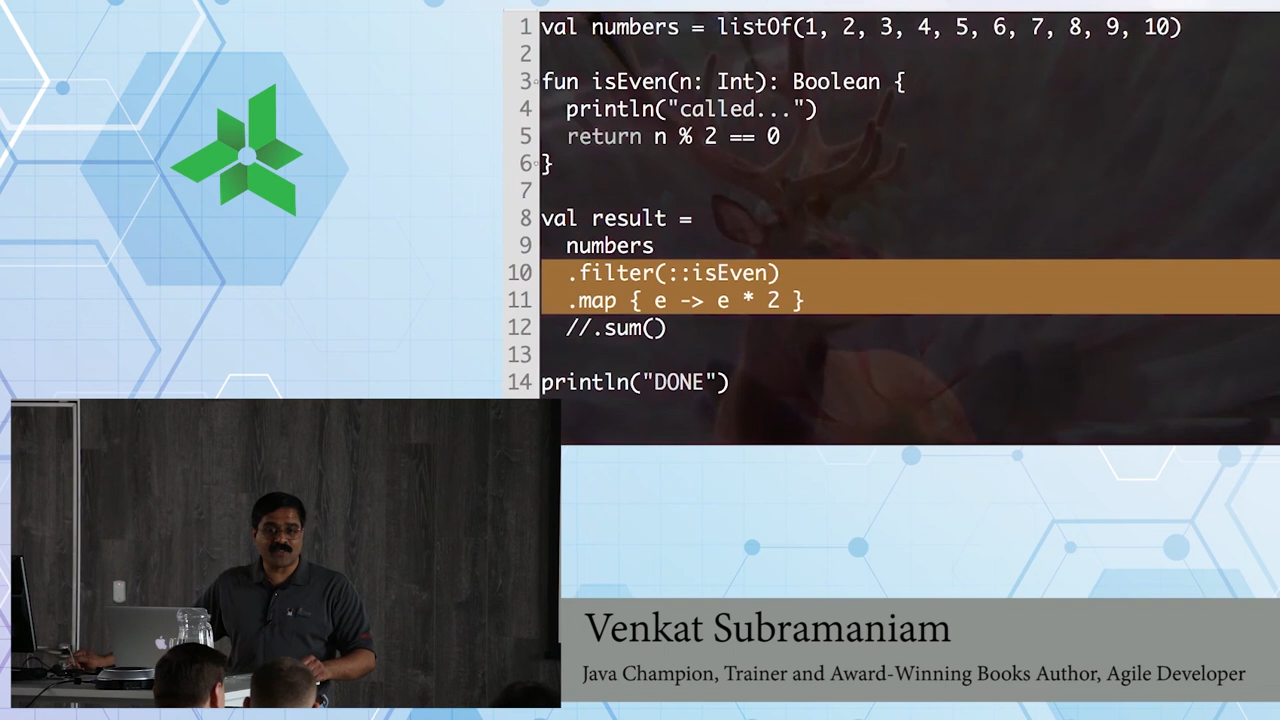 1 val numbers = listOf(1, 2, 3, 4, 5, 6, 7, 8, 9, 10)
2
3 fun isEven(n: Int): Boolean {
4   println("called...")
5   return n % 2 == 0
6 }
7
8 val result =
9   numbers
10   .filter(::isEven)
11   .map { e -> e * 2 }
12   //.sum()
13
14 println("DONE")
Venkat Subramaniam
Java Champion, Trainer and Award-Winning Books Author, Agile Developer